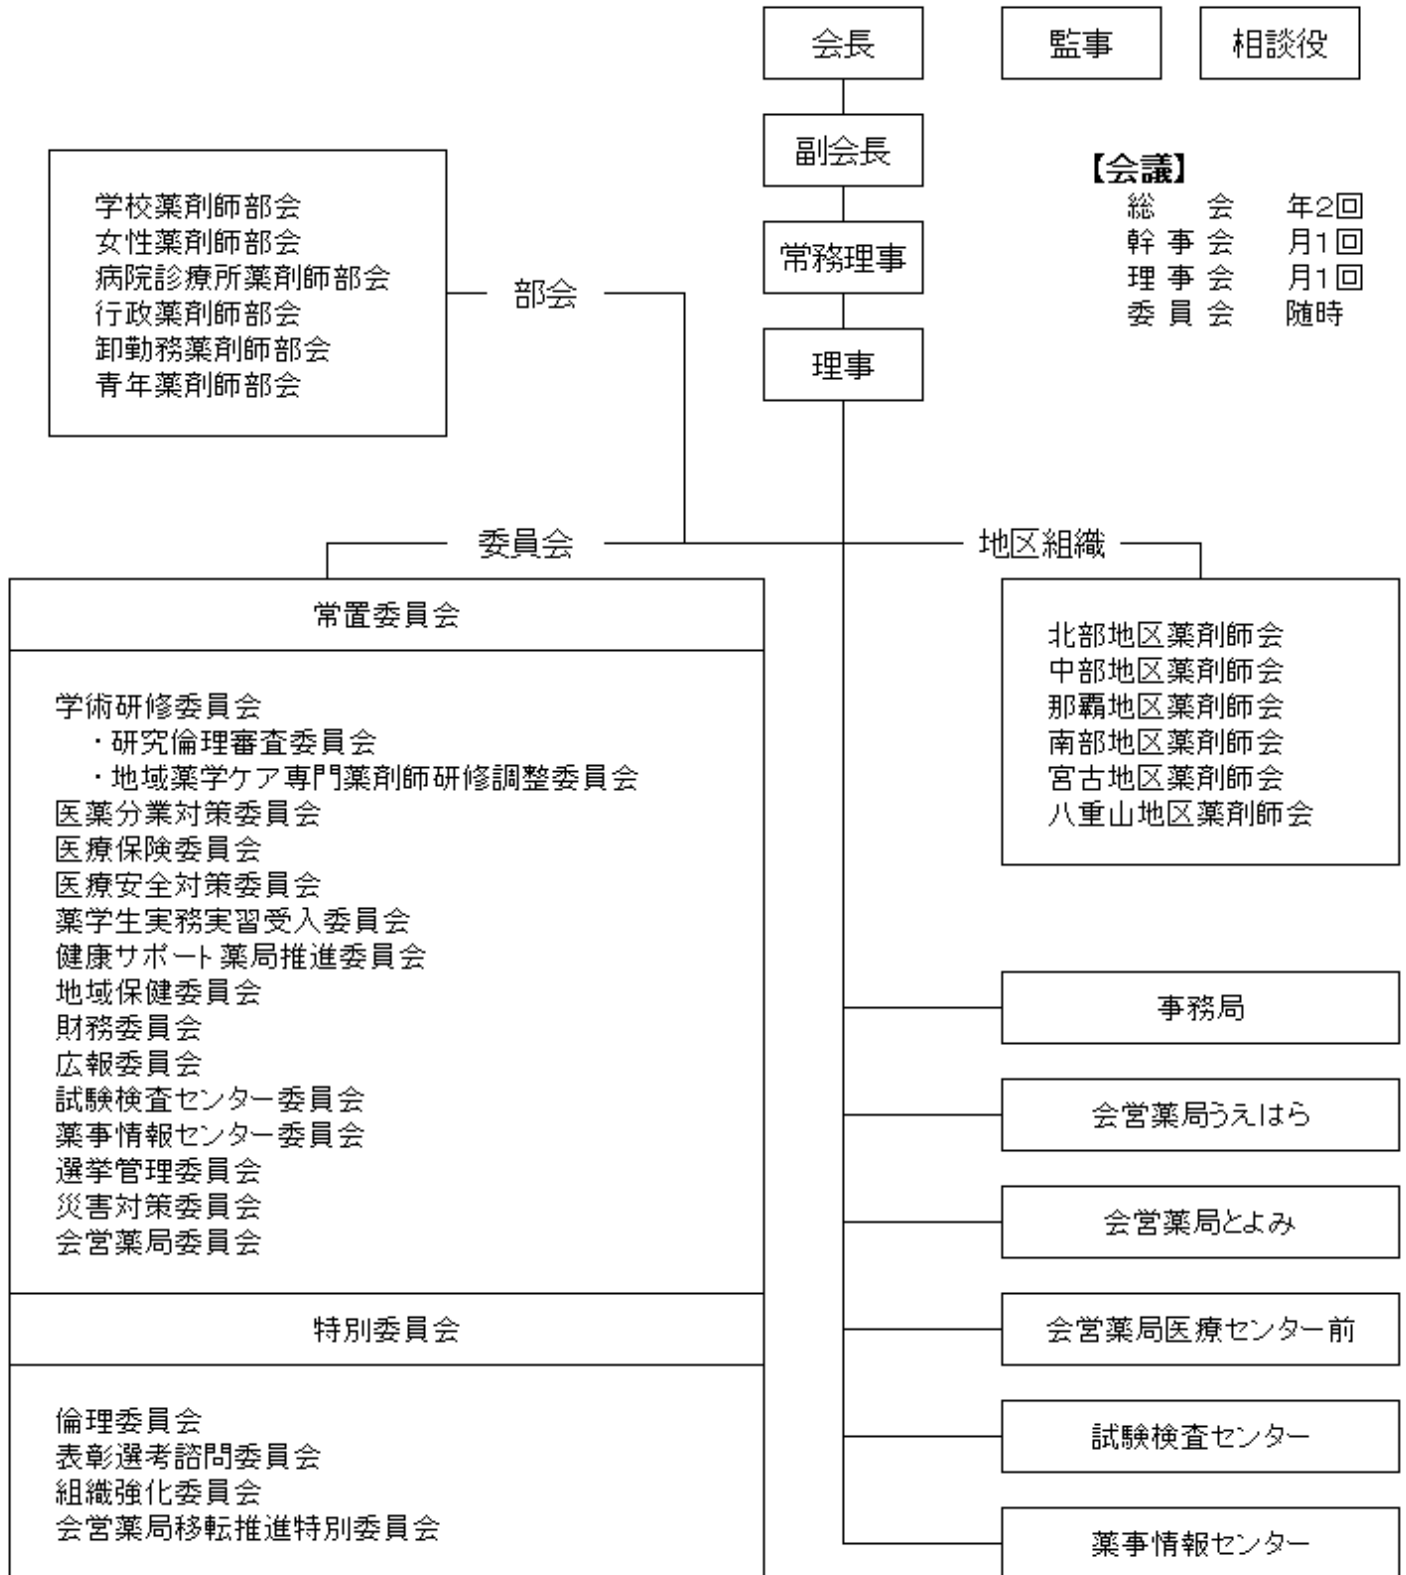 会長
監事
相談役
副会長
常務理事
理事
【会議】
総 会 年2回
幹事会 月1回
理事会 月1回
委員会 随時
学校薬剤師部会
女性薬剤師部会
病院診療所薬剤師部会
行政薬剤師部会
卸勤務薬剤師部会
青年薬剤師部会
部会
委員会
地区組織
常置委員会
学術研修委員会
・研究倫理審査委員会
・地域薬学ケア専門薬剤師研修調整委員会
医薬分業対策委員会
医療保険委員会
医療安全対策委員会
薬学生実務実習受入委員会
健康サポート薬局推進委員会
地域保健委員会
財務委員会
広報委員会
試験検査センター委員会
薬事情報センター委員会
選挙管理委員会
災害対策委員会
会営薬局委員会
特別委員会
倫理委員会
表彰選考諮問委員会
組織強化委員会
会営薬局移転推進特別委員会
北部地区薬剤師会
中部地区薬剤師会
那覇地区薬剤師会
南部地区薬剤師会
宮古地区薬剤師会
八重山地区薬剤師会
事務局
会営薬局うえはら
会営薬局とよみ
会営薬局医療センター前
試験検査センター
薬事情報センター